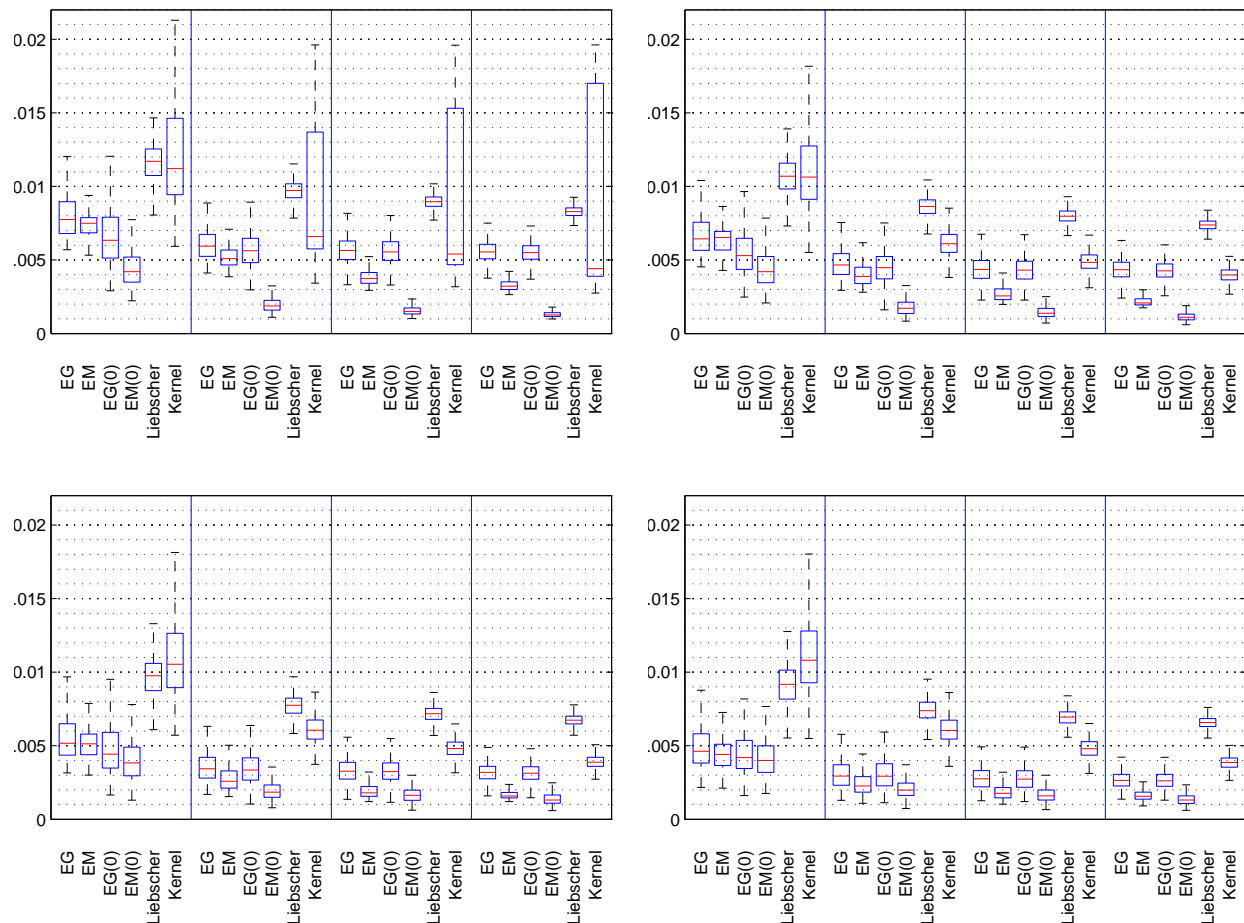 0.02
.015
0.01
.005
0
EG
EM
EG(0)
EM(0)
Liebscher
Kernel
EG
EM
EG(0)
EM(0)
Liebscher
Kernel
EG
EM
EG(0)
EM(0)
Liebscher
Kernel
EG
EM
EG(0)
EM(0)
Liebscher
Kernel
0.02
.015
0.01
.005
0
EG
EM
EG(0)
EM(0)
Liebscher
Kernel
EG
EM
EG(0)
EM(0)
Liebscher
Kernel
EG
EM
EG(0)
EM(0)
Liebscher
Kernel
EG
EM
EG(0)
EM(0)
Liebscher
Kernel
0.02
.015
0.01
.005
0
EG
EM
EG(0)
EM(0)
Liebscher
Kernel
EG
EM
EG(0)
EM(0)
Liebscher
Kernel
EG
EM
EG(0)
EM(0)
Liebscher
Kernel
EG
EM
EG(0)
EM(0)
Liebscher
Kernel
0.02
.015
0.01
.005
0
EG
EM
EG(0)
EM(0)
Liebscher
Kernel
EG
EM
EG(0)
EM(0)
Liebscher
Kernel
EG
EM
EG(0)
EM(0)
Liebscher
Kernel
EG
EM
EG(0)
EM(0)
Liebscher
Kernel